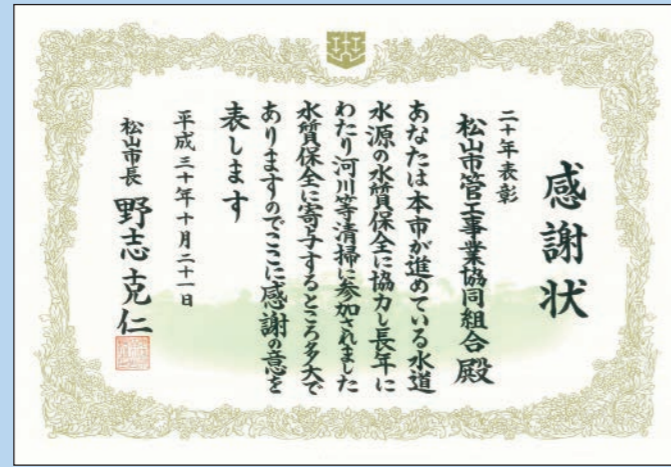 感謝状
二十年表彰
松山市管工事業協同組合殿
あなたは本市が進めている水道
水源の水質保全に協力し長年に
わたり河川等清掃に参加されました
水質保全に寄与するところ多大で
ありますのでここに感謝の意を
表します
平成三十年十月二十一日
松山市長 野志克仁